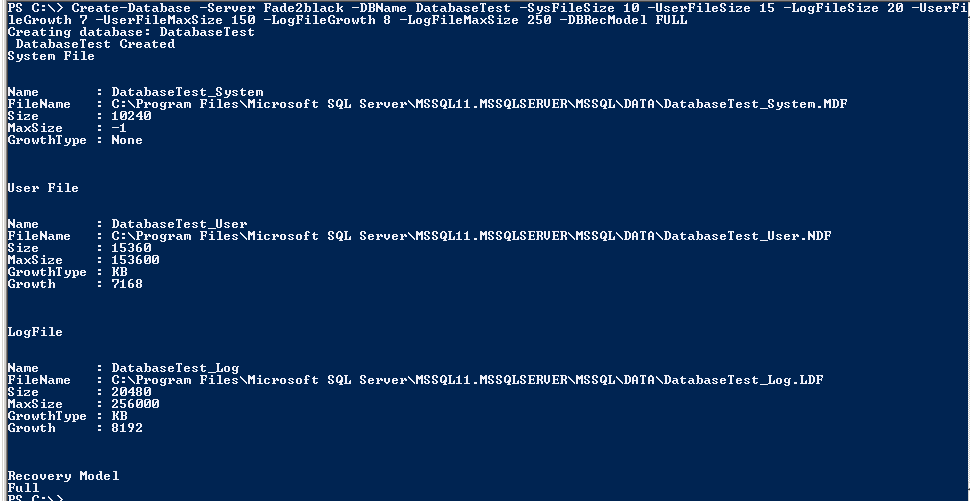 PS C:\> Create-Database -Server Fade2black -DBName DatabaseTest -SysFileSize 10 -UserFileSize 15 -LogFileSize 20 -UserFi
leGrowth 7 -UserFileMaxSize 150 -LogFileGrowth 8 -LogFileMaxSize 250 -DBRecModel FULL
Creating database: DatabaseTest
 DatabaseTest Created
System File
Name       : DatabaseTest_System
FileName   : C:\Program Files\Microsoft SQL Server\MSSQL11.MSSQLSERVER\MSSQL\DATA\DatabaseTest_System.MDF
Size       : 10240
MaxSize    : -1
GrowthType : None
User File
Name       : DatabaseTest_User
FileName   : C:\Program Files\Microsoft SQL Server\MSSQL11.MSSQLSERVER\MSSQL\DATA\DatabaseTest_User.NDF
Size       : 15360
MaxSize    : 153600
GrowthType : KB
Growth     : 7168
LogFile
Name       : DatabaseTest_Log
FileName   : C:\Program Files\Microsoft SQL Server\MSSQL11.MSSQLSERVER\MSSQL\DATA\DatabaseTest_Log.LDF
Size       : 20480
MaxSize    : 256000
GrowthType : KB
Growth     : 8192
Recovery Model
Full
PS C:\>